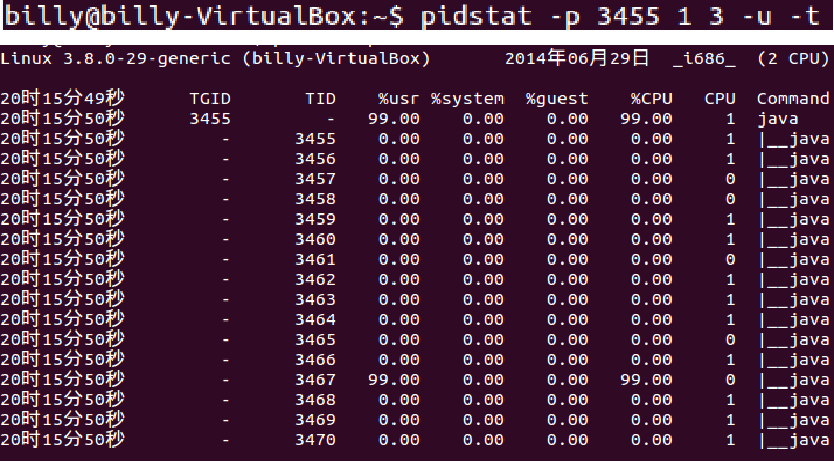 billy@billy-VirtualBox:~$ pidstat -p 3455 1 3 -u -t
Linux 3.8.0-29-generic (billy-VirtualBox) 2014年06月29日 _i686_ (2 CPU)
20时15分49秒 TGID TID %usr %system %guest %CPU CPU Command
20时15分50秒 3455 - 99.00 0.00 0.00 99.00 1 java
20时15分50秒 - 3455 0.00 0.00 0.00 0.00 1 |__java
20时15分50秒 - 3456 0.00 0.00 0.00 0.00 1 |__java
20时15分50秒 - 3457 0.00 0.00 0.00 0.00 0 |__java
20时15分50秒 - 3458 0.00 0.00 0.00 0.00 0 |__java
20时15分50秒 - 3459 0.00 0.00 0.00 0.00 1 |__java
20时15分50秒 - 3460 0.00 0.00 0.00 0.00 1 |__java
20时15分50秒 - 3461 0.00 0.00 0.00 0.00 0 |__java
20时15分50秒 - 3462 0.00 0.00 0.00 0.00 1 |__java
20时15分50秒 - 3463 0.00 0.00 0.00 0.00 1 |__java
20时15分50秒 - 3464 0.00 0.00 0.00 0.00 1 |__java
20时15分50秒 - 3465 0.00 0.00 0.00 0.00 0 |__java
20时15分50秒 - 3466 0.00 0.00 0.00 0.00 1 |__java
20时15分50秒 - 3467 99.00 0.00 0.00 99.00 0 |__java
20时15分50秒 - 3468 0.00 0.00 0.00 0.00 1 |__java
20时15分50秒 - 3469 0.00 0.00 0.00 0.00 1 |__java
20时15分50秒 - 3470 0.00 0.00 0.00 0.00 1 |__java